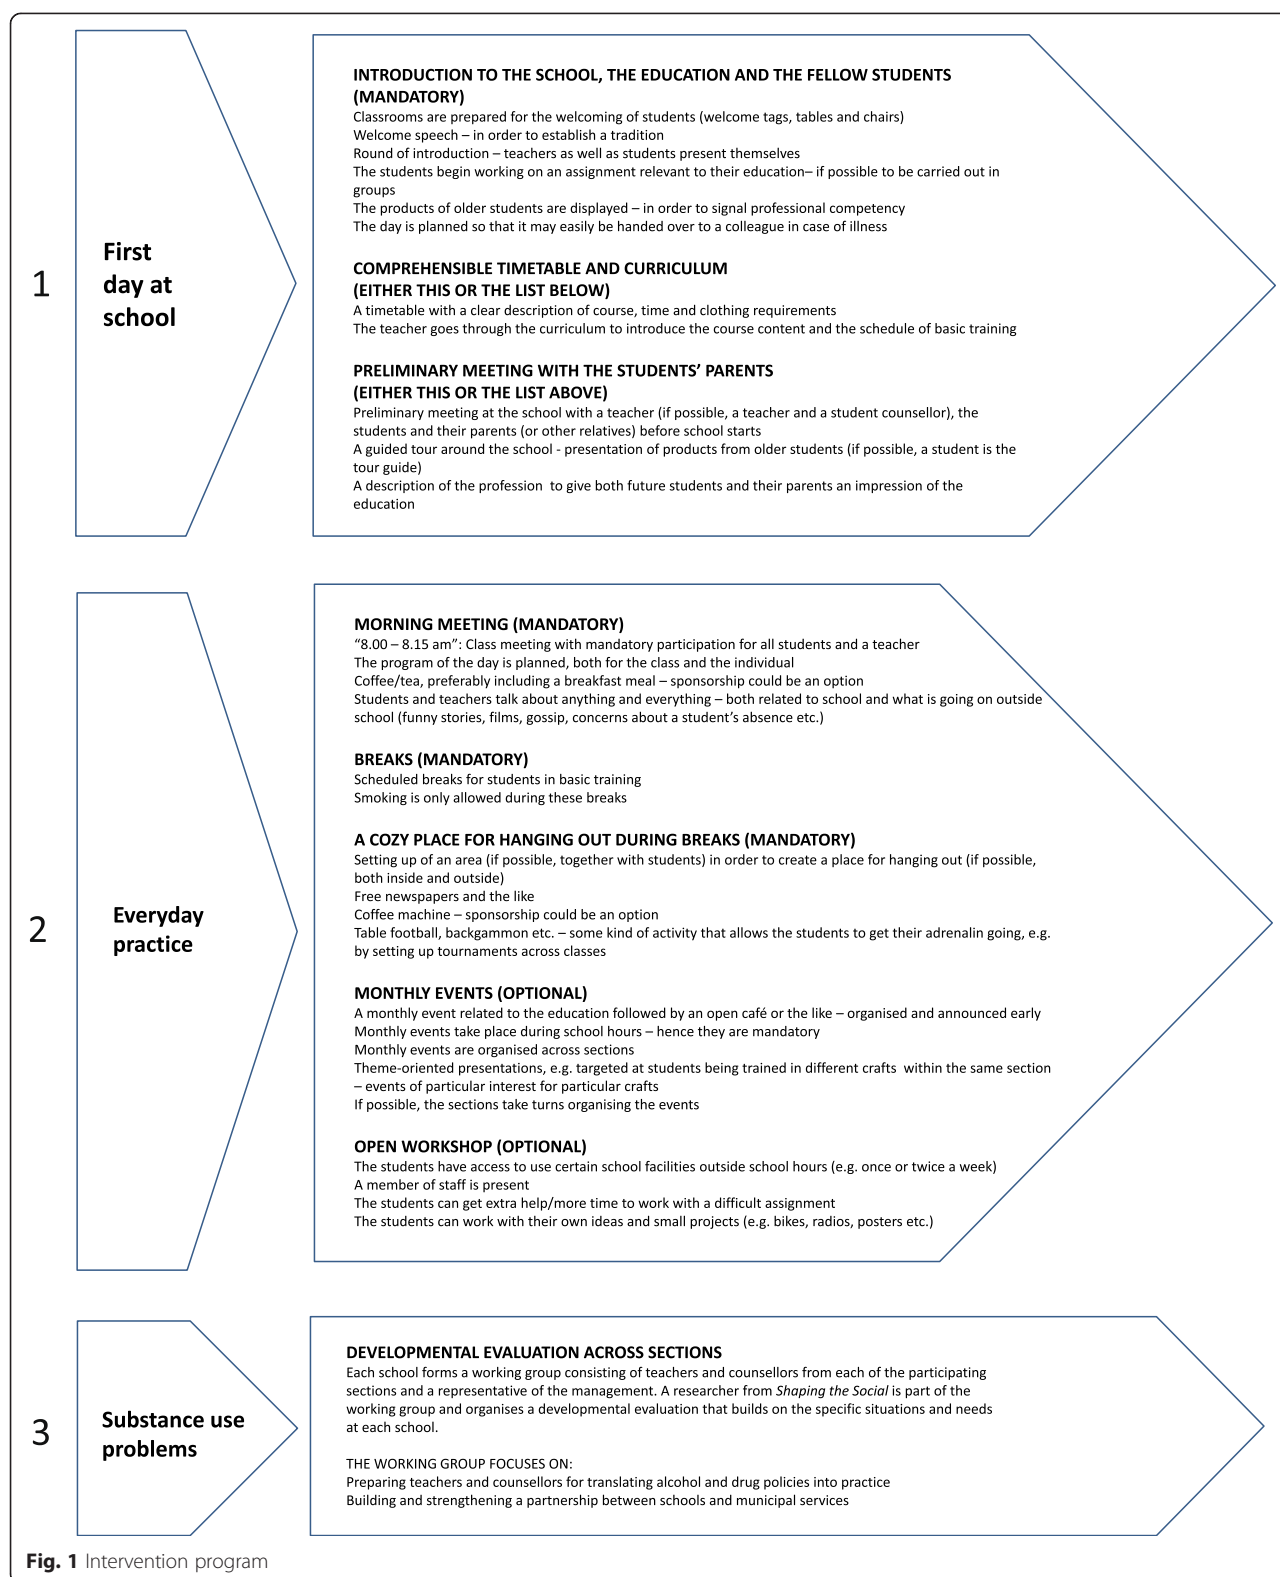 1
First
day at
school
INTRODUCTION TO THE SCHOOL, THE EDUCATION AND THE FELLOW STUDENTS
(MANDATORY)
Classrooms are prepared for the welcoming of students (welcome tags, tables and chairs)
Welcome speech – in order to establish a tradition
Round of introduction – teachers as well as students present themselves
The students begin working on an assignment relevant to their education– if possible to be carried out in
groups
The products of older students are displayed – in order to signal professional competency
The day is planned so that it may easily be handed over to a colleague in case of illness
COMPREHENSIBLE TIMETABLE AND CURRICULUM
(EITHER THIS OR THE LIST BELOW)
A timetable with a clear description of course, time and clothing requirements
The teacher goes through the curriculum to introduce the course content and the schedule of basic training
PRELIMINARY MEETING WITH THE STUDENTS’ PARENTS
(EITHER THIS OR THE LIST ABOVE)
Preliminary meeting at the school with a teacher (if possible, a teacher and a student counsellor), the
students and their parents (or other relatives) before school starts
A guided tour around the school - presentation of products from older students (if possible, a student is the
tour guide)
A description of the profession  to give both future students and their parents an impression of the
education
2
Everyday
practice
MORNING MEETING (MANDATORY)
“8.00 – 8.15 am”: Class meeting with mandatory participation for all students and a teacher
The program of the day is planned, both for the class and the individual
Coffee/tea, preferably including a breakfast meal – sponsorship could be an option
Students and teachers talk about anything and everything – both related to school and what is going on outside
school (funny stories, films, gossip, concerns about a student’s absence etc.)
BREAKS (MANDATORY)
Scheduled breaks for students in basic training
Smoking is only allowed during these breaks
A COZY PLACE FOR HANGING OUT DURING BREAKS (MANDATORY)
Setting up of an area (if possible, together with students) in order to create a place for hanging out (if possible,
both inside and outside)
Free newspapers and the like
Coffee machine – sponsorship could be an option
Table football, backgammon etc. – some kind of activity that allows the students to get their adrenalin going, e.g.
by setting up tournaments across classes
MONTHLY EVENTS (OPTIONAL)
A monthly event related to the education followed by an open café or the like – organised and announced early
Monthly events take place during school hours – hence they are mandatory
Monthly events are organised across sections
Theme-oriented presentations, e.g. targeted at students being trained in different crafts  within the same section
– events of particular interest for particular crafts
If possible, the sections take turns organising the events
OPEN WORKSHOP (OPTIONAL)
The students have access to use certain school facilities outside school hours (e.g. once or twice a week)
A member of staff is present
The students can get extra help/more time to work with a difficult assignment
The students can work with their own ideas and small projects (e.g. bikes, radios, posters etc.)
3
Substance use
problems
DEVELOPMENTAL EVALUATION ACROSS SECTIONS
Each school forms a working group consisting of teachers and counsellors from each of the participating
sections and a representative of the management. A researcher from Shaping the Social is part of the
working group and organises a developmental evaluation that builds on the specific situations and needs
at each school.
THE WORKING GROUP FOCUSES ON:
Preparing teachers and counsellors for translating alcohol and drug policies into practice
Building and strengthening a partnership between schools and municipal services
Fig. 1 Intervention program